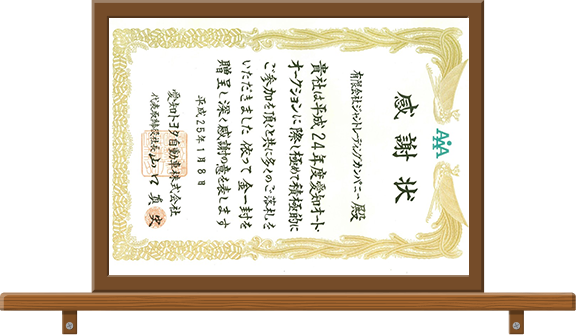 AAA
感謝状
有限会社ジャパントレーディングカンパニー殿
貴社は平成24年度愛知オート・
オークションに際し極めて積極的に
ご参加を頂くと共に多くのご落札を
いただきました 依って金一封を
贈呈し深く感謝の意を表します
平成25年1月8日
愛知トヨタ自動車株式会社
代表取締役社長 山口真史